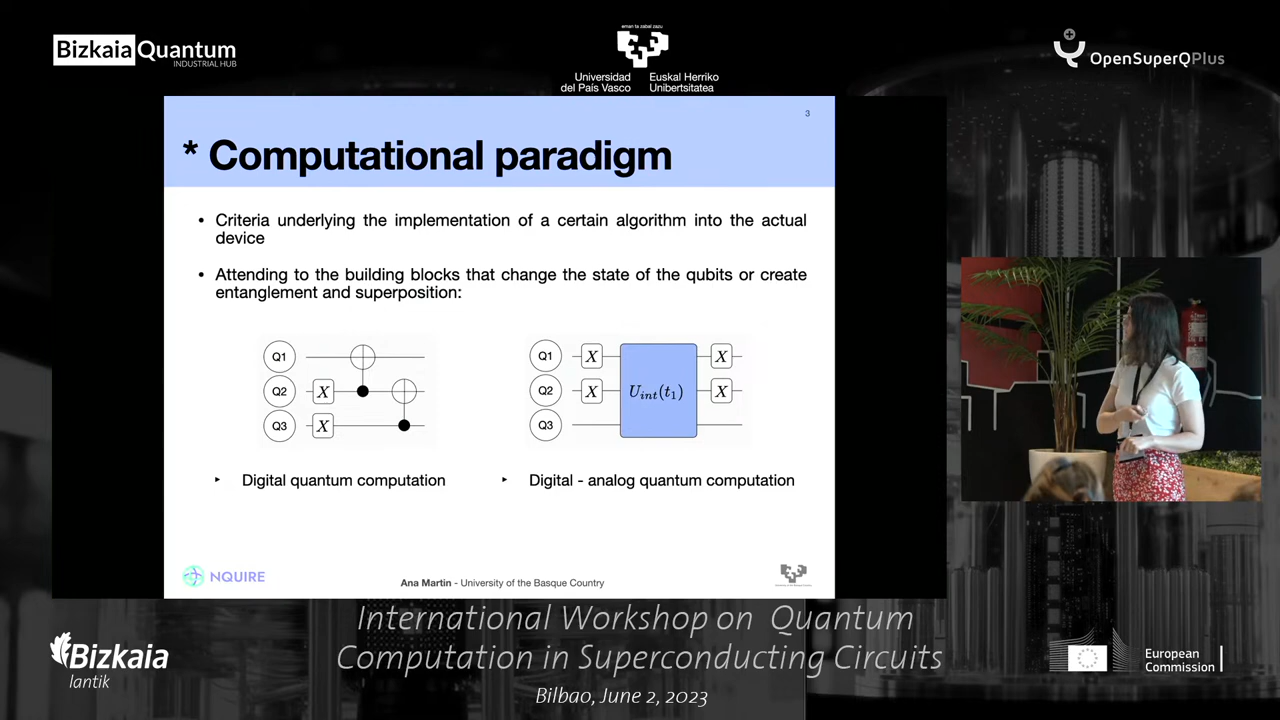 eman ta zabal zazu
Bizkaia Quantum
INDUSTRIAL HUB
Universidad
del País Vasco
Euskal Herriko
Unibertsitatea
OpenSuperQPlus
3
* Computational paradigm
• Criteria underlying the implementation of a certain algorithm into the actual
device
• Attending to the building blocks that change the state of the qubits or create
entanglement and superposition:
Q1
Q2 X
Q3 X
Q1 X X
Q2 X U_int(t_1) X
Q3
‣ Digital quantum computation
‣ Digital - analog quantum computation
NQUIRE
Ana Martin - University of the Basque Country
International Workshop on Quantum
Computation in Superconducting Circuits
Bilbao, June 2, 2023
Bizkaia
lantik
European
Commission